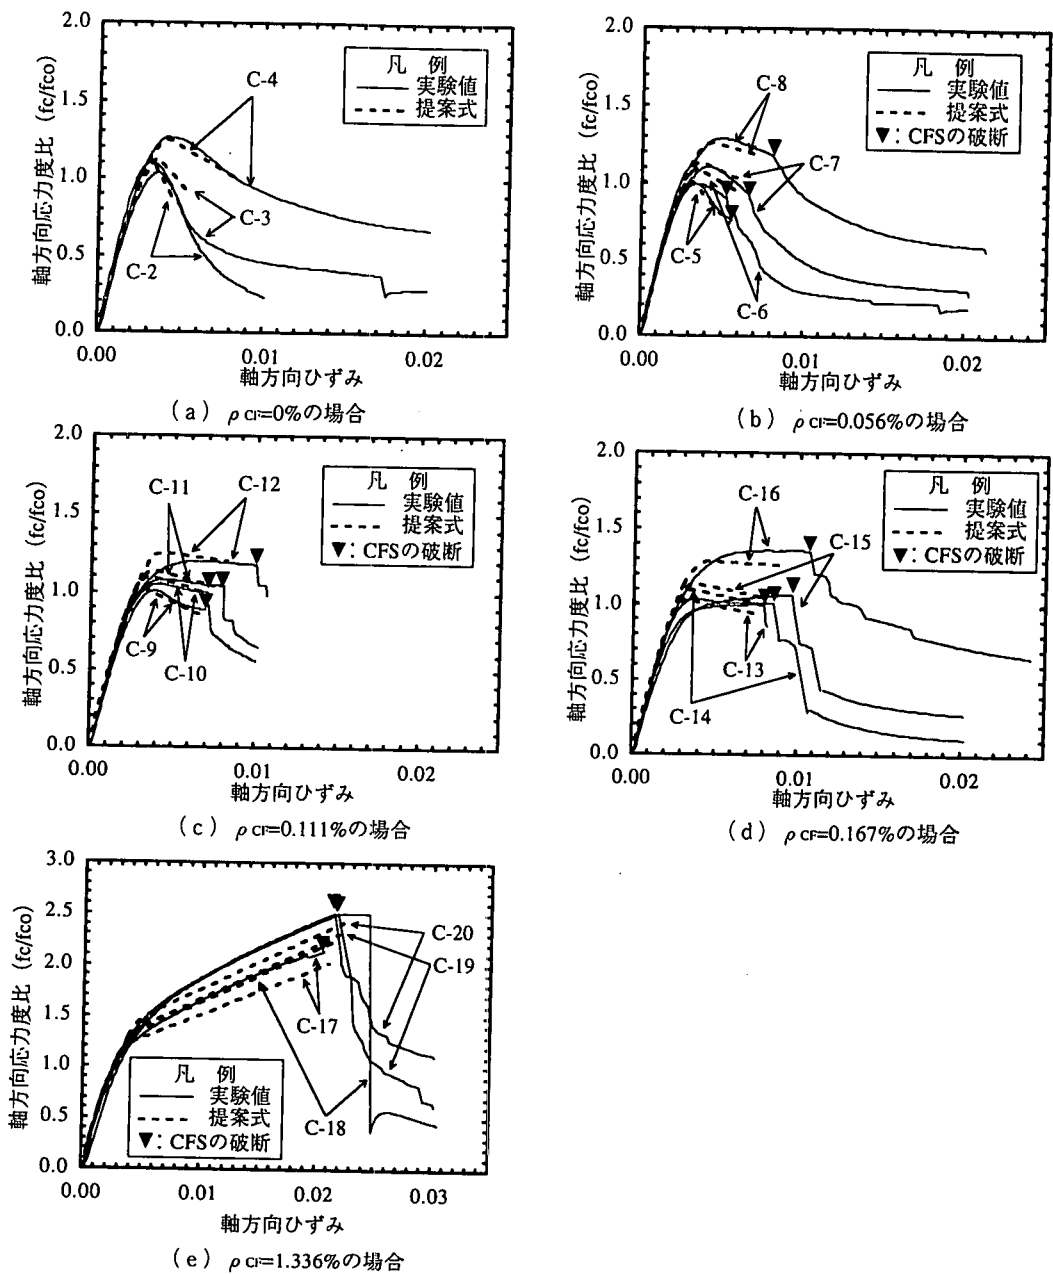 軸方向応力度比 (fc/fco)
2.0
1.5
1.0
0.5
0.0
0.00
0.01
0.02
軸方向ひずみ
凡 例
実験値
提案式
C-4
C-3
C-2
(a) ρCF=0%の場合
軸方向応力度比 (fc/fco)
2.0
1.5
1.0
0.5
0.0
0.00
0.01
0.02
軸方向ひずみ
凡 例
実験値
提案式
▼: CFSの破断
C-8
C-7
C-5
C-6
(b) ρCF=0.056%の場合
軸方向応力度比 (fc/fco)
2.0
1.5
1.0
0.5
0.0
0.00
0.01
0.02
軸方向ひずみ
凡 例
実験値
提案式
▼: CFSの破断
C-11
C-12
C-9
C-10
(c) ρCF=0.111%の場合
軸方向応力度比 (fc/fco)
2.0
1.5
1.0
0.5
0.0
0.00
0.01
0.02
軸方向ひずみ
凡 例
実験値
提案式
▼: CFSの破断
C-16
C-15
C-13
C-14
(d) ρCF=0.167%の場合
軸方向応力度比 (fc/fco)
3.0
2.5
2.0
1.5
1.0
0.5
0.0
0.00
0.01
0.02
0.03
軸方向ひずみ
凡 例
実験値
提案式
▼: CFSの破断
C-20
C-19
C-17
C-18
(e) ρCF=1.336%の場合